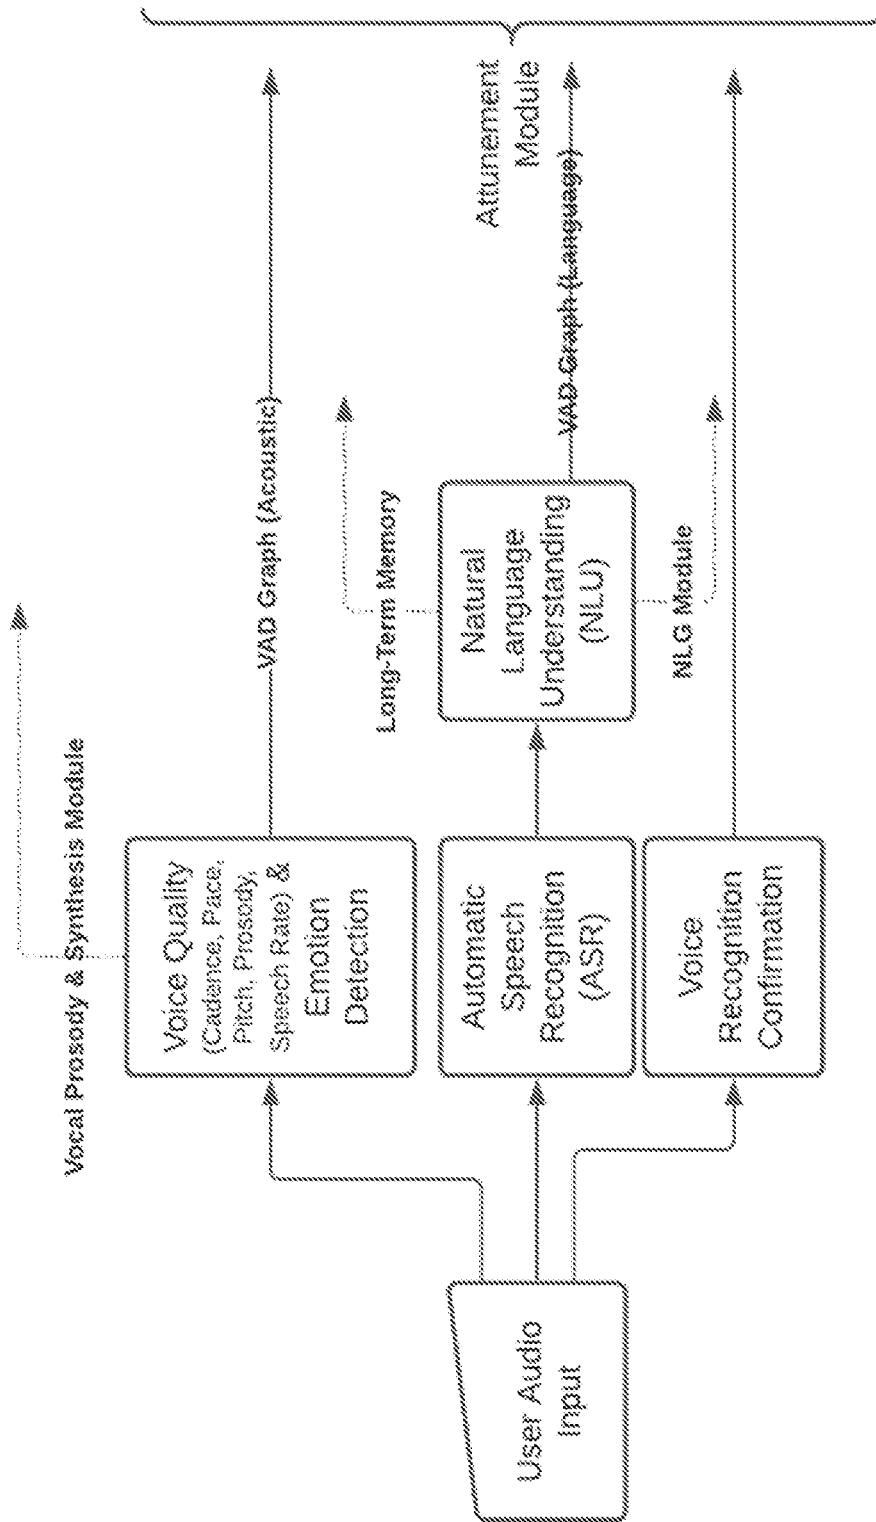 User Audio
Input
Vocal Prosody & Synthesis Module
Voice Quality
(Cadence, Pace,
Pitch, Prosody,
Speech Rate) &
Emotion
Detection
Automatic
Speech
Recognition
(ASR)
Voice
Recognition
Confirmation
VAD Graph (Acoustic)
Long-Term Memory
Natural
Language
Understanding
(NLU)
NLG Module
VAD Graph (Language)
Attunement
Module